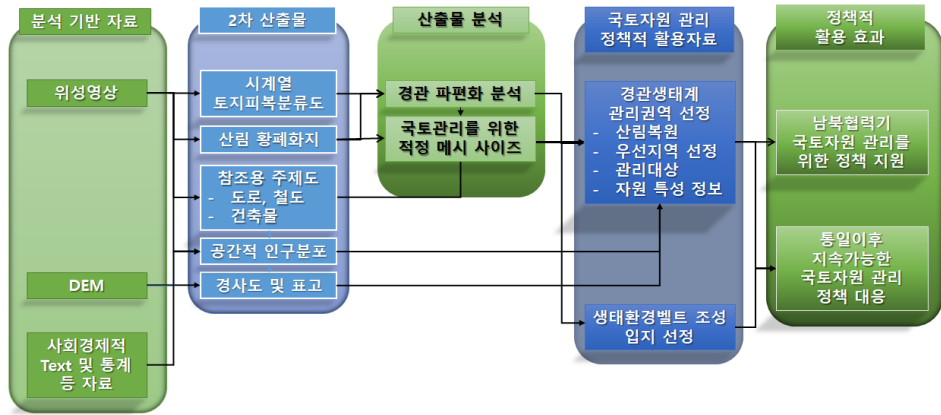 분석 기반 자료
위성영상
DEM
사회경제적
Text 및 통계
등 자료
2차 산출물
시계열
토지피복분류도
산림 황폐화지
참조용 주제도
- 도로, 철도
- 건축물
공간적 인구분포
경사도 및 표고
산출물 분석
경관 파편화 분석
국토관리를 위한
적정 메시 사이즈
국토자원 관리
정책적 활용자료
경관생태계
관리권역 선정
- 산림복원
- 우선지역 선정
- 관리대상
- 자원 특성 정보
생태환경벨트 조성
입지 선정
정책적
활용 효과
남북협력기
국토자원 관리를
위한 정책 지원
통일이후
지속가능한
국토자원 관리
정책 대응